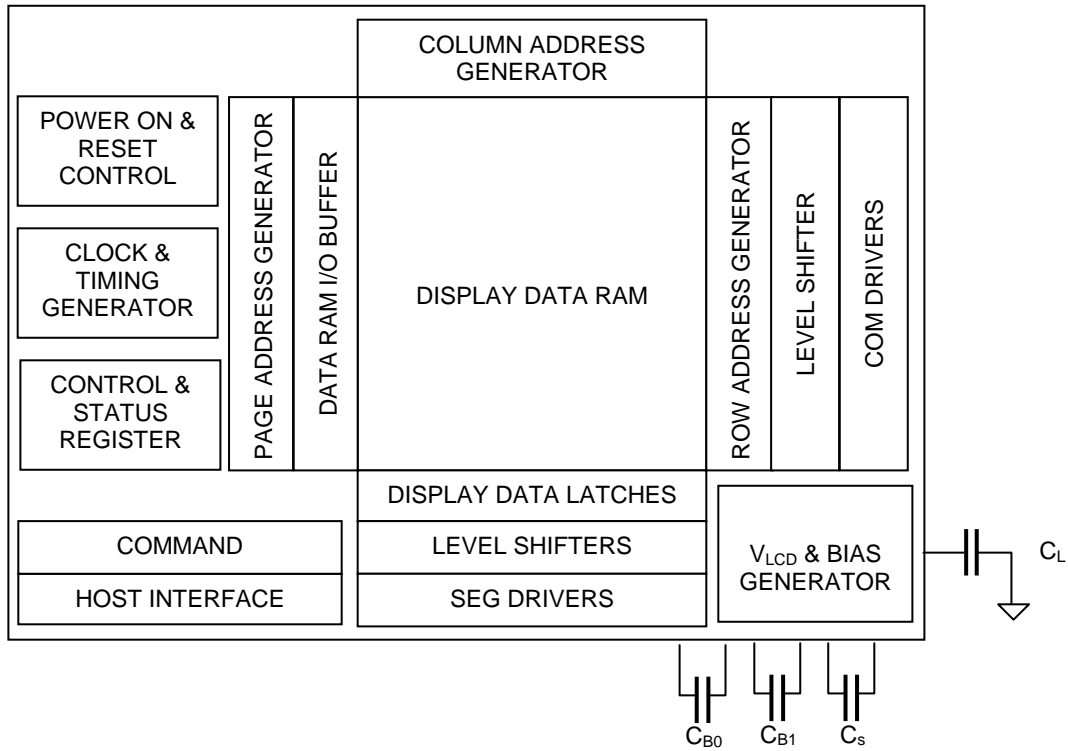 COLUMN ADDRESS
GENERATOR
POWER ON &
RESET
CONTROL
CLOCK &
TIMING
GENERATOR
CONTROL &
STATUS
REGISTER
PAGE ADDRESS GENERATOR
DATA RAM I/O BUFFER
DISPLAY DATA RAM
ROW ADDRESS GENERATOR
LEVEL SHIFTER
COM DRIVERS
DISPLAY DATA LATCHES
COMMAND
LEVEL SHIFTERS
HOST INTERFACE
SEG DRIVERS
VLCD & BIAS
GENERATOR
CL
CB0
CB1
Cs